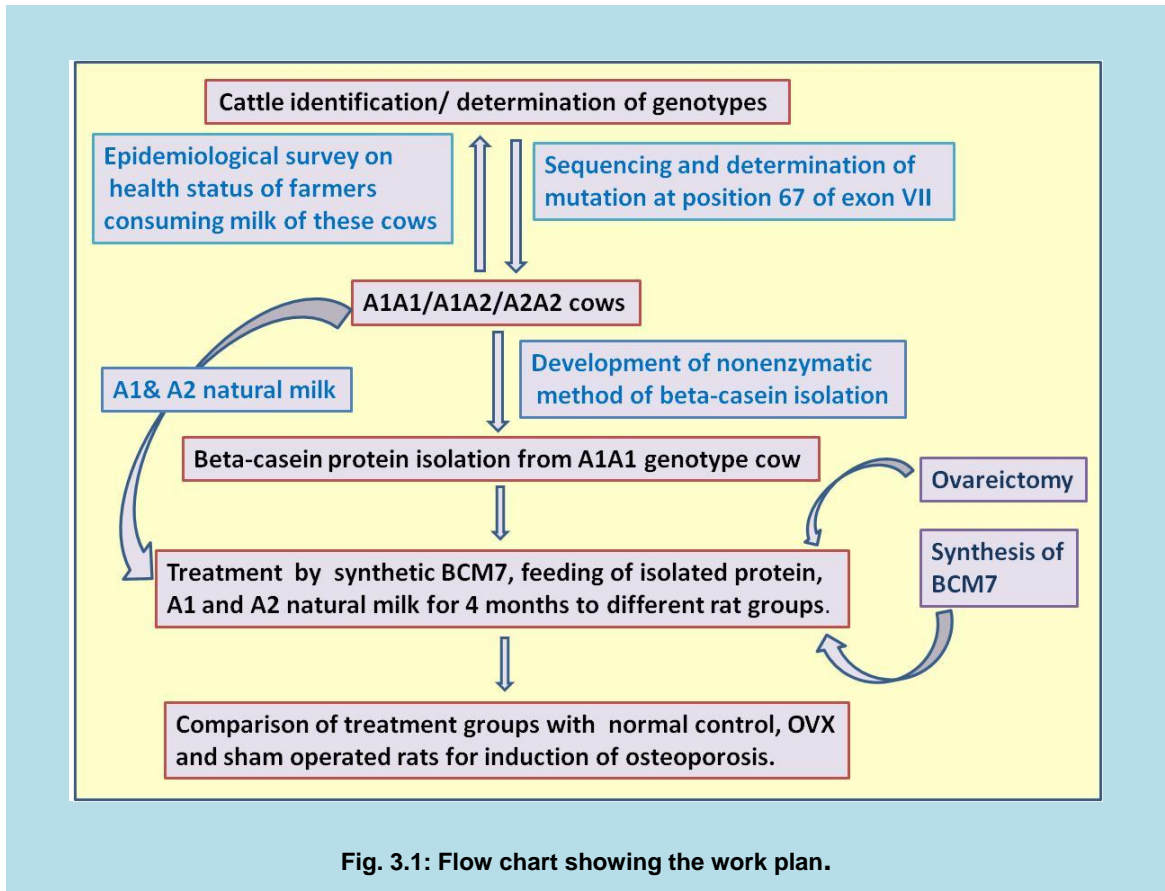 Cattle identification/ determination of genotypes
Epidemiological survey on
health status of farmers
consuming milk of these cows
Sequencing and determination of
mutation at position 67 of exon VII
A1A1/A1A2/A2A2 cows
A1& A2 natural milk
Development of nonenzymatic
method of beta-casein isolation
Beta-casein protein isolation from A1A1 genotype cow
Ovareictomy
Synthesis of
BCM7
Treatment by synthetic BCM7, feeding of isolated protein,
A1 and A2 natural milk for 4 months to different rat groups.
Comparison of treatment groups with normal control, OVX
and sham operated rats for induction of osteoporosis.
Fig. 3.1: Flow chart showing the work plan.